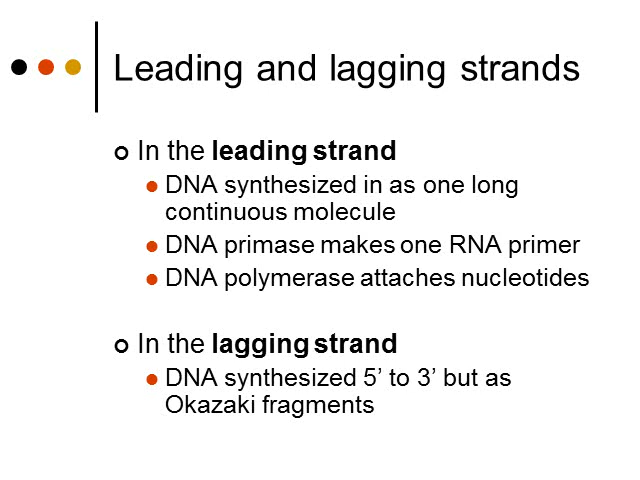 Leading and lagging strands
In the leading strand
DNA synthesized in as one long
continuous molecule
DNA primase makes one RNA primer
DNA polymerase attaches nucleotides
In the lagging strand
DNA synthesized 5’ to 3’ but as
Okazaki fragments